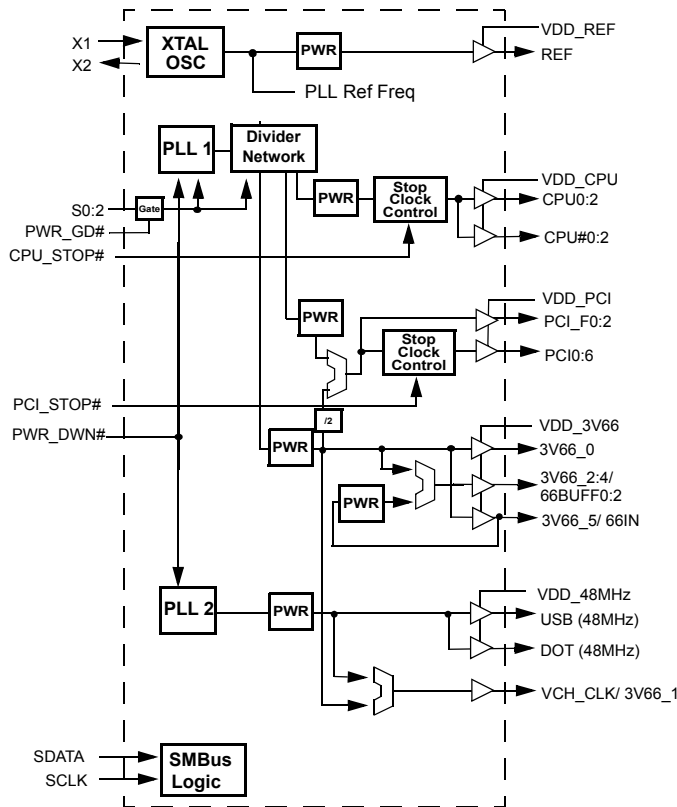 X1
X2
XTAL
OSC
PWR
VDD_REF
REF
PLL Ref Freq
PLL 1
Divider
Network
S0:2
Gate
PWR_GD#
CPU_STOP#
PWR
Stop
Clock
Control
VDD_CPU
CPU0:2
CPU#0:2
PWR
VDD_PCI
PCI_F0:2
Stop
Clock
Control
PCI0:6
PCI_STOP#
/2
PWR_DWN#
PWR
VDD_3V66
3V66_0
PWR
3V66_2:4/
66BUFF0:2
3V66_5/ 66IN
PLL 2
PWR
VDD_48MHz
USB (48MHz)
DOT (48MHz)
VCH_CLK/ 3V66_1
SDATA
SCLK
SMBus
Logic